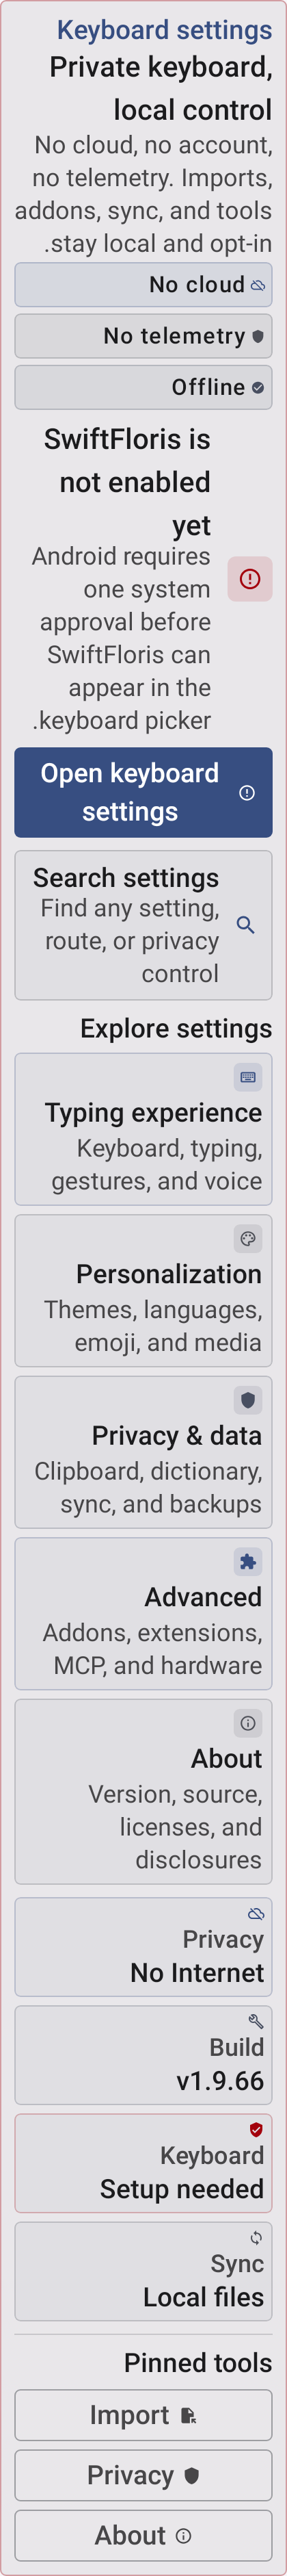 Keyboard settings
Private keyboard,
local control
No cloud, no account,
no telemetry. Imports,
addons, sync, and tools
.stay local and opt-in
No cloud
No telemetry
Offline
SwiftFloris is
not enabled
yet
Android requires
one system
approval before
SwiftFloris can
appear in the
.keyboard picker
Open keyboard
settings
Search settings
Find any setting,
route, or privacy
control
Explore settings
Typing experience
Keyboard, typing,
gestures, and voice
Personalization
Themes, languages,
emoji, and media
Privacy & data
Clipboard, dictionary,
sync, and backups
Advanced
Addons, extensions,
MCP, and hardware
About
Version, source,
licenses, and
disclosures
Privacy
No Internet
Build
v1.9.66
Keyboard
Setup needed
Sync
Local files
Pinned tools
Import
Privacy
About